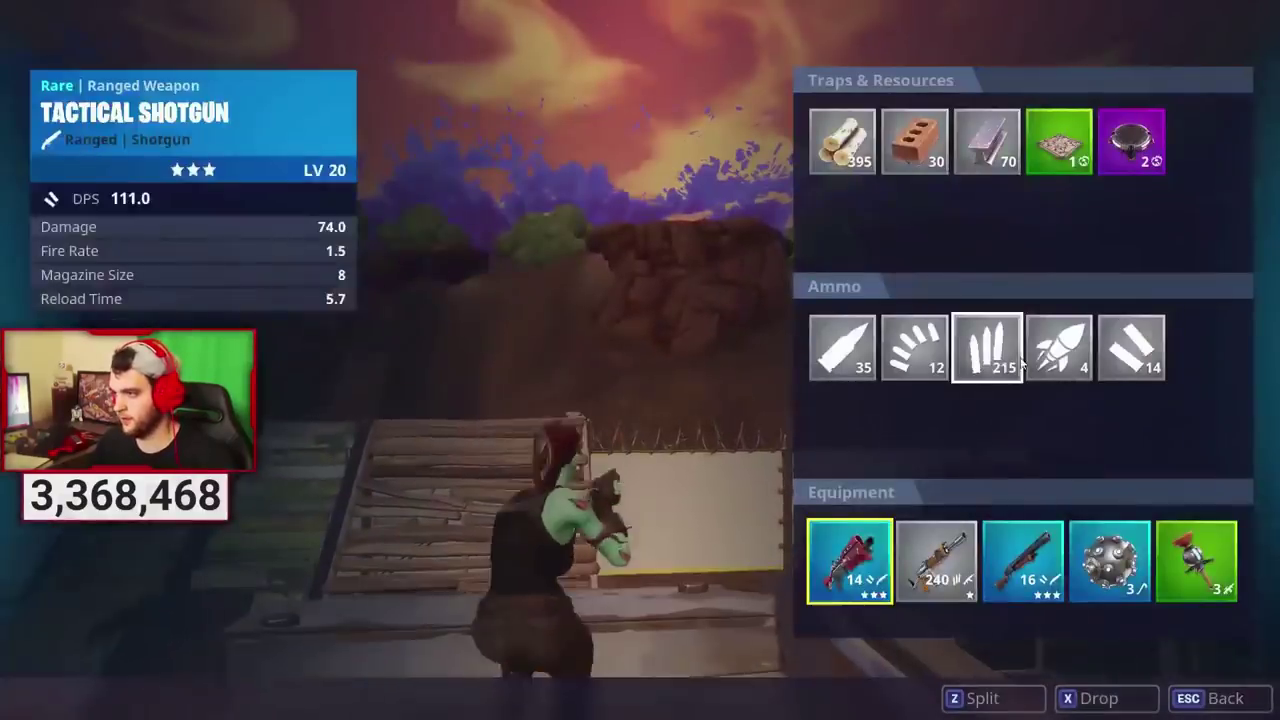 Rare | Ranged Weapon
TACTICAL SHOTGUN
Ranged | Shotgun
LV 20
DPS 111.0
Damage 74.0
Fire Rate 1.5
Magazine Size 8
Reload Time 5.7
3,368,468
Traps & Resources
395 30 70 1 2
Ammo
35 12 215 4 14
Equipment
14 240 16 3 3
Z Split X Drop ESC Back